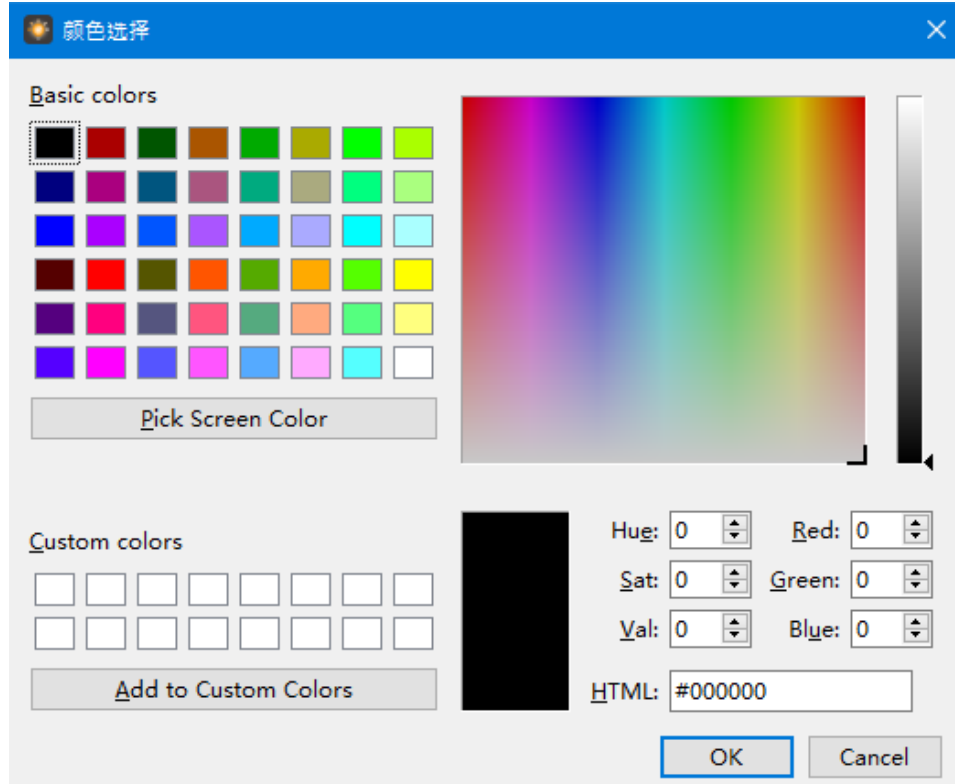 颜色选择
Basic colors
Pick Screen Color
Custom colors
Add to Custom Colors
Hue: 0 Red: 0
Sat: 0 Green: 0
Val: 0 Blue: 0
HTML: #000000
OK Cancel